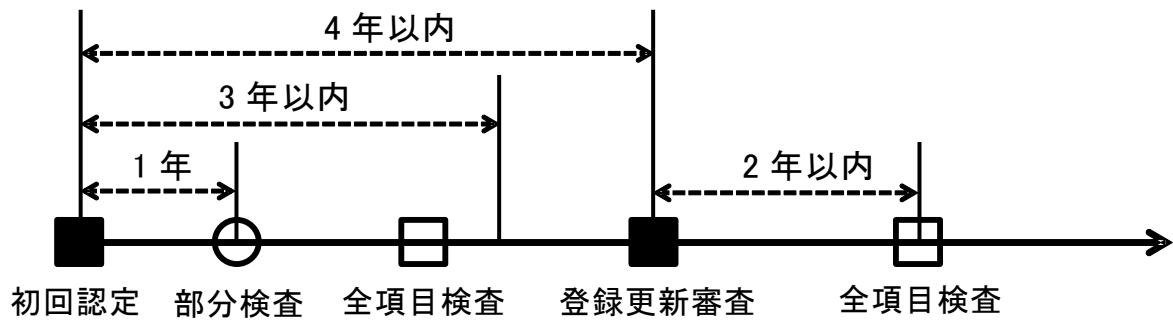 4 年以内
3 年以内
1 年
2 年以内
初回認定 部分検査 全項目検査 登録更新審査 全項目検査